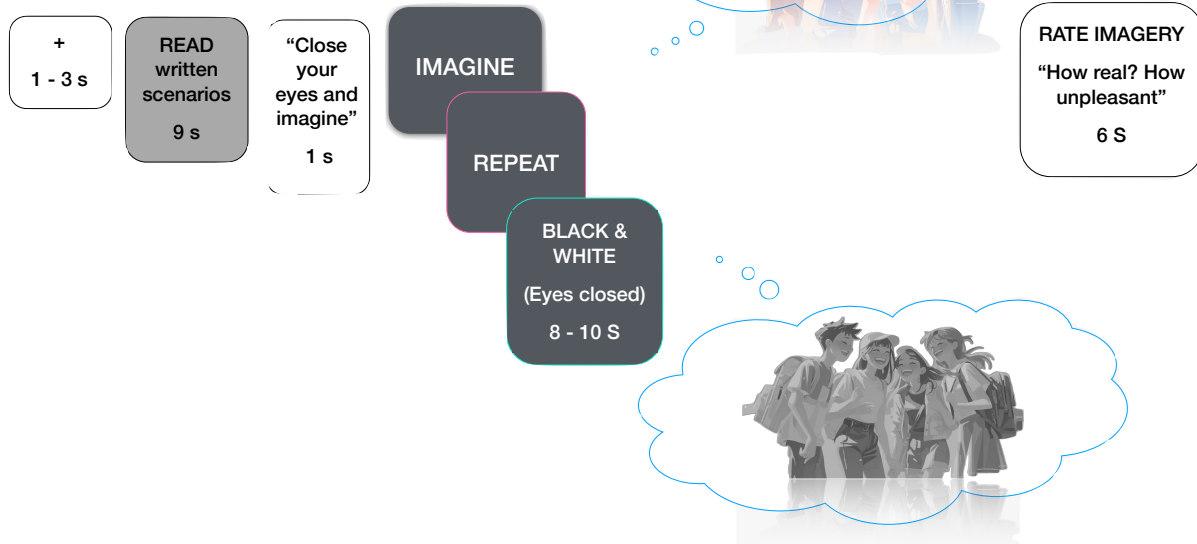 +
1 - 3 s
READ
written
scenarios
9 s
“Close
your
eyes and
imagine”
1 s
IMAGINE
REPEAT
BLACK &
WHITE
(Eyes closed)
8 - 10 S
RATE IMAGERY
“How real? How
unpleasant”
6 S